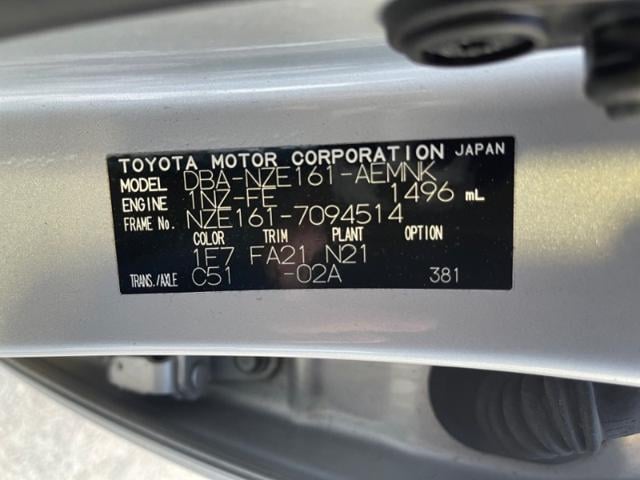 TOYOTA MOTOR CORPORATION JAPAN
MODEL DBA-NZE161-AEMNK
ENGINE 1NZ-FE 1496 mL
FRAME No. NZE161-7094514
COLOR TRIM PLANT OPTION
1F7 FA21 N21
TRANS./AXLE C51 -02A 381